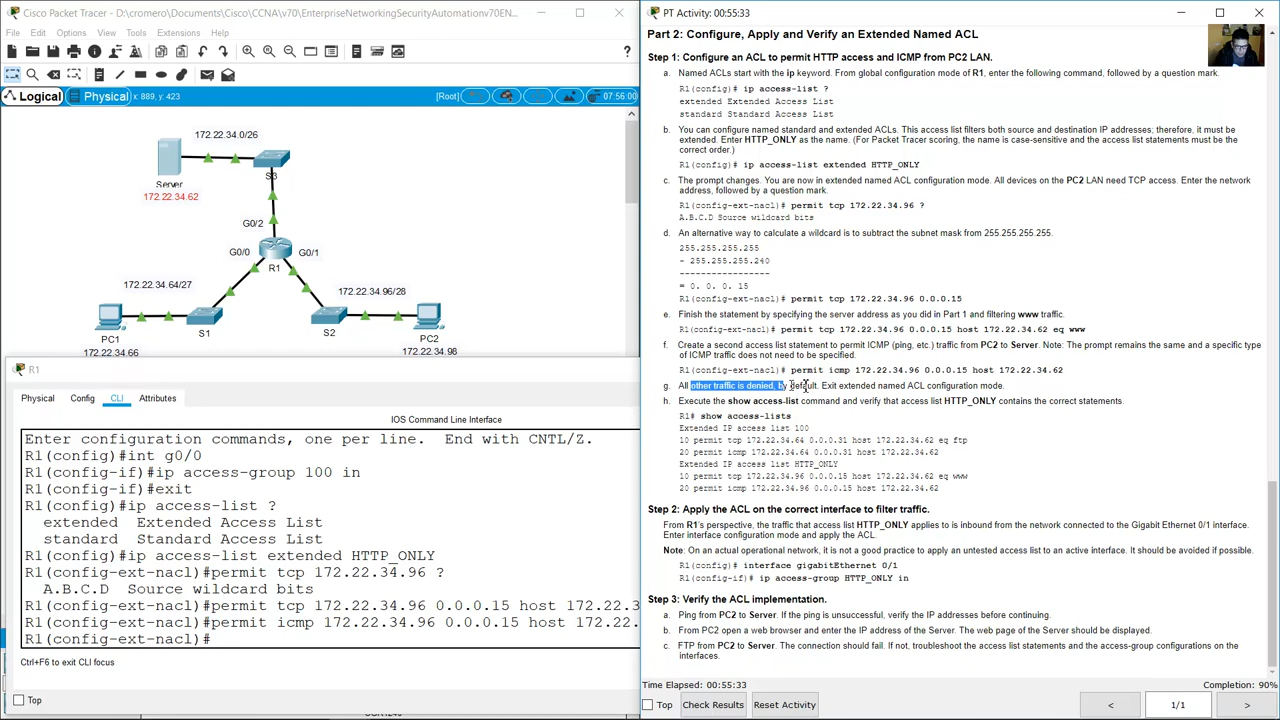 Cisco Packet Tracer - C:\Users\cromero\Documents\Cisco\CCNA\v70\EnterpriseNetworkingSecurityAutomationv70EN...
File Edit Options View Tools Extensions Help
Logical Physical x: 889, y: 423 [Root] 07:56:00
172.22.34.0/26
Server
172.22.34.62
S3
G0/2
G0/0
G0/1
R1
172.22.34.64/27
172.22.34.96/28
PC1
S1
S2
PC2
172.22.34.66
172.22.34.98
R1
Physical Config CLI Attributes
IOS Command Line Interface
Enter configuration commands, one per line. End with CNTL/Z.
R1(config)#int g0/0
R1(config-if)#ip access-group 100 in
R1(config-if)#exit
R1(config)#ip access-list ?
extended Extended Access List
standard Standard Access List
R1(config)#ip access-list extended HTTP_ONLY
R1(config-ext-nacl)#permit tcp 172.22.34.96 ?
A.B.C.D Source wildcard bits
R1(config-ext-nacl)#permit tcp 172.22.34.96 0.0.0.15 host 172.22.3
R1(config-ext-nacl)#permit icmp 172.22.34.96 0.0.0.15 host 172.22.
R1(config-ext-nacl)#
Ctrl+F6 to exit CLI focus
Top
PT Activity: 00:55:33
Part 2: Configure, Apply and Verify an Extended Named ACL
Step 1: Configure an ACL to permit HTTP access and ICMP from PC2 LAN.
a. Named ACLs start with the ip keyword. From global configuration mode of R1, enter the following command, followed by a question mark.
R1(config)# ip access-list ?
extended Extended Access List
standard Standard Access List
b. You can configure named standard and extended ACLs. This access list filters both source and destination IP addresses; therefore, it must be
extended. Enter HTTP_ONLY as the name. (For Packet Tracer scoring, the name is case-sensitive and the access list statements must be the
correct order.)
R1(config)# ip access-list extended HTTP_ONLY
c. The prompt changes. You are now in extended named ACL configuration mode. All devices on the PC2 LAN need TCP access. Enter the network
address, followed by a question mark.
R1(config-ext-nacl)# permit tcp 172.22.34.96 ?
A.B.C.D Source wildcard bits
d. An alternative way to calculate a wildcard is to subtract the subnet mask from 255.255.255.255.
255.255.255.255
- 255.255.255.240
-----------------
= 0. 0. 0. 15
R1(config-ext-nacl)# permit tcp 172.22.34.96 0.0.0.15
e. Finish the statement by specifying the server address as you did in Part 1 and filtering www traffic.
R1(config-ext-nacl)# permit tcp 172.22.34.96 0.0.0.15 host 172.22.34.62 eq www
f. Create a second access list statement to permit ICMP (ping, etc.) traffic from PC2 to Server. Note: The prompt remains the same and a specific type
of ICMP traffic does not need to be specified.
R1(config-ext-nacl)# permit icmp 172.22.34.96 0.0.0.15 host 172.22.34.62
g. All other traffic is denied, by default. Exit extended named ACL configuration mode.
h. Execute the show access-list command and verify that access list HTTP_ONLY contains the correct statements.
R1# show access-lists
Extended IP access list 100
10 permit tcp 172.22.34.64 0.0.0.31 host 172.22.34.62 eq ftp
20 permit icmp 172.22.34.64 0.0.0.31 host 172.22.34.62
Extended IP access list HTTP_ONLY
10 permit tcp 172.22.34.96 0.0.0.15 host 172.22.34.62 eq www
20 permit icmp 172.22.34.96 0.0.0.15 host 172.22.34.62
Step 2: Apply the ACL on the correct interface to filter traffic.
From R1's perspective, the traffic that access list HTTP_ONLY applies to is inbound from the network connected to the Gigabit Ethernet 0/1 interface.
Enter interface configuration mode and apply the ACL.
Note: On an actual operational network, it is not a good practice to apply an untested access list to an active interface. It should be avoided if possible.
R1(config)# interface gigabitEthernet 0/1
R1(config-if)# ip access-group HTTP_ONLY in
Step 3: Verify the ACL implementation.
a. Ping from PC2 to Server. If the ping is unsuccessful, verify the IP addresses before continuing.
b. From PC2 open a web browser and enter the IP address of the Server. The web page of the Server should be displayed.
c. FTP from PC2 to Server. The connection should fail. If not, troubleshoot the access list statements and the access-group configurations on the
interfaces.
Time Elapsed: 00:55:33 Completion: 90%
Top Check Results Reset Activity < 1/1 >